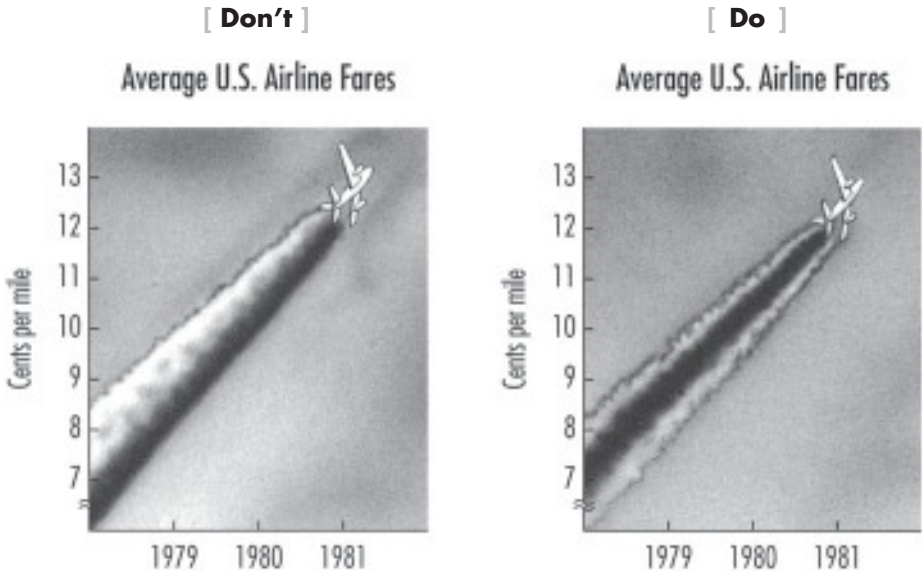 [ Don't ]
Average U.S. Airline Fares
Cents per mile
13
12
11
10
9
8
7
1979 1980 1981
[ Do ]
Average U.S. Airline Fares
Cents per mile
13
12
11
10
9
8
7
1979 1980 1981